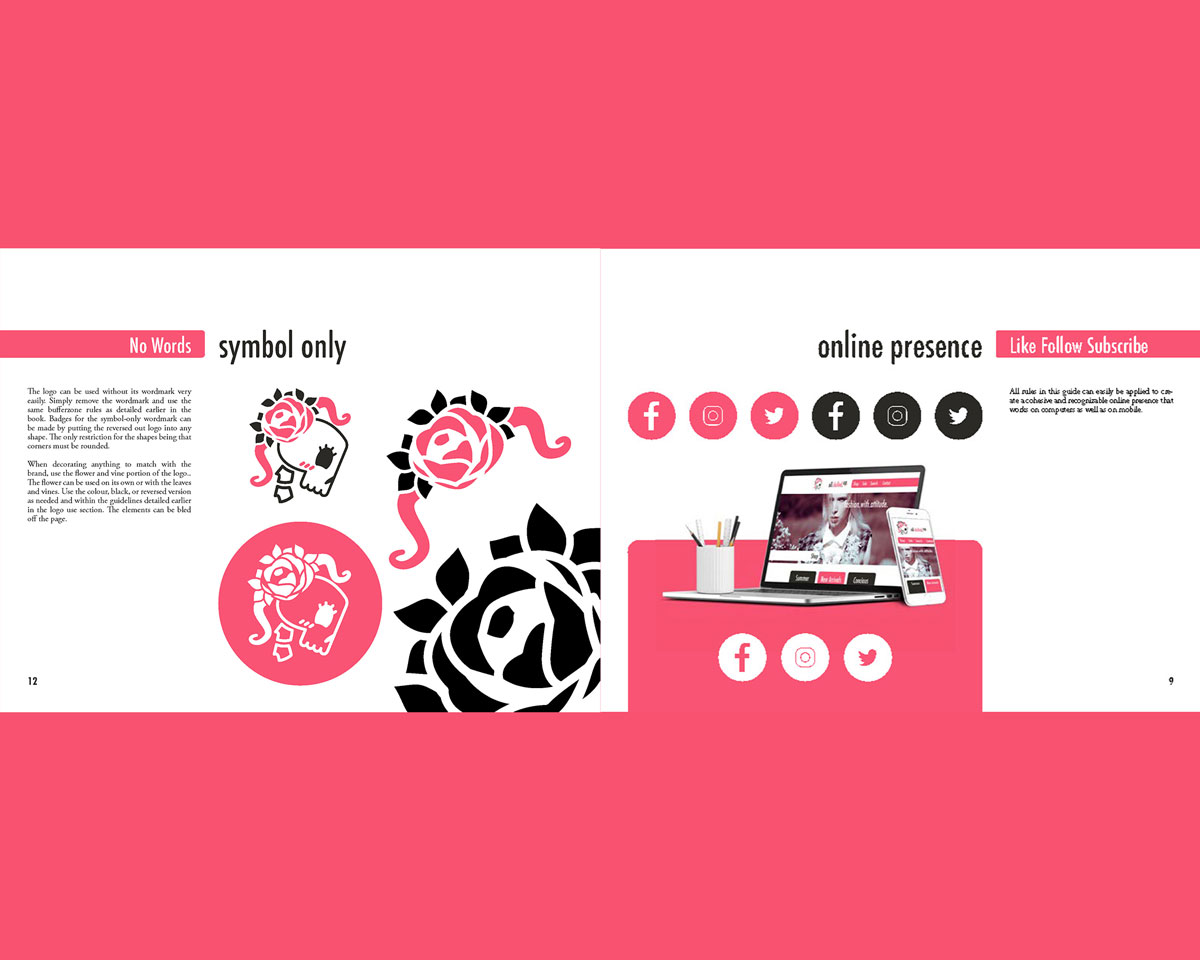 No Words
symbol only
The logo can be used without its wordmark very
easily. Simply remove the wordmark and use the
same bufferzone rules as detailed earlier in the
book. Badges for the symbol-only wordmark can
be made by putting the reversed out logo into any
shape. The only restriction for the shapes being that
corners must be rounded.
When decorating anything to match with the
brand, use the flower and vine portion of the logo..
The flower can be used on its own or with the leaves
and vines. Use the colour, black, or reversed version
as needed and within the guidelines detailed earlier
in the logo use section. The elements can be bled
off the page.
12
online presence
Like Follow Subscribe
All rules in this guide can easily be applied to cre-
ate a cohesive and recognizable online presence that
works on computers as well as on mobile.
fashion. with attitude.
Shop
Summer
New Arrivals
9